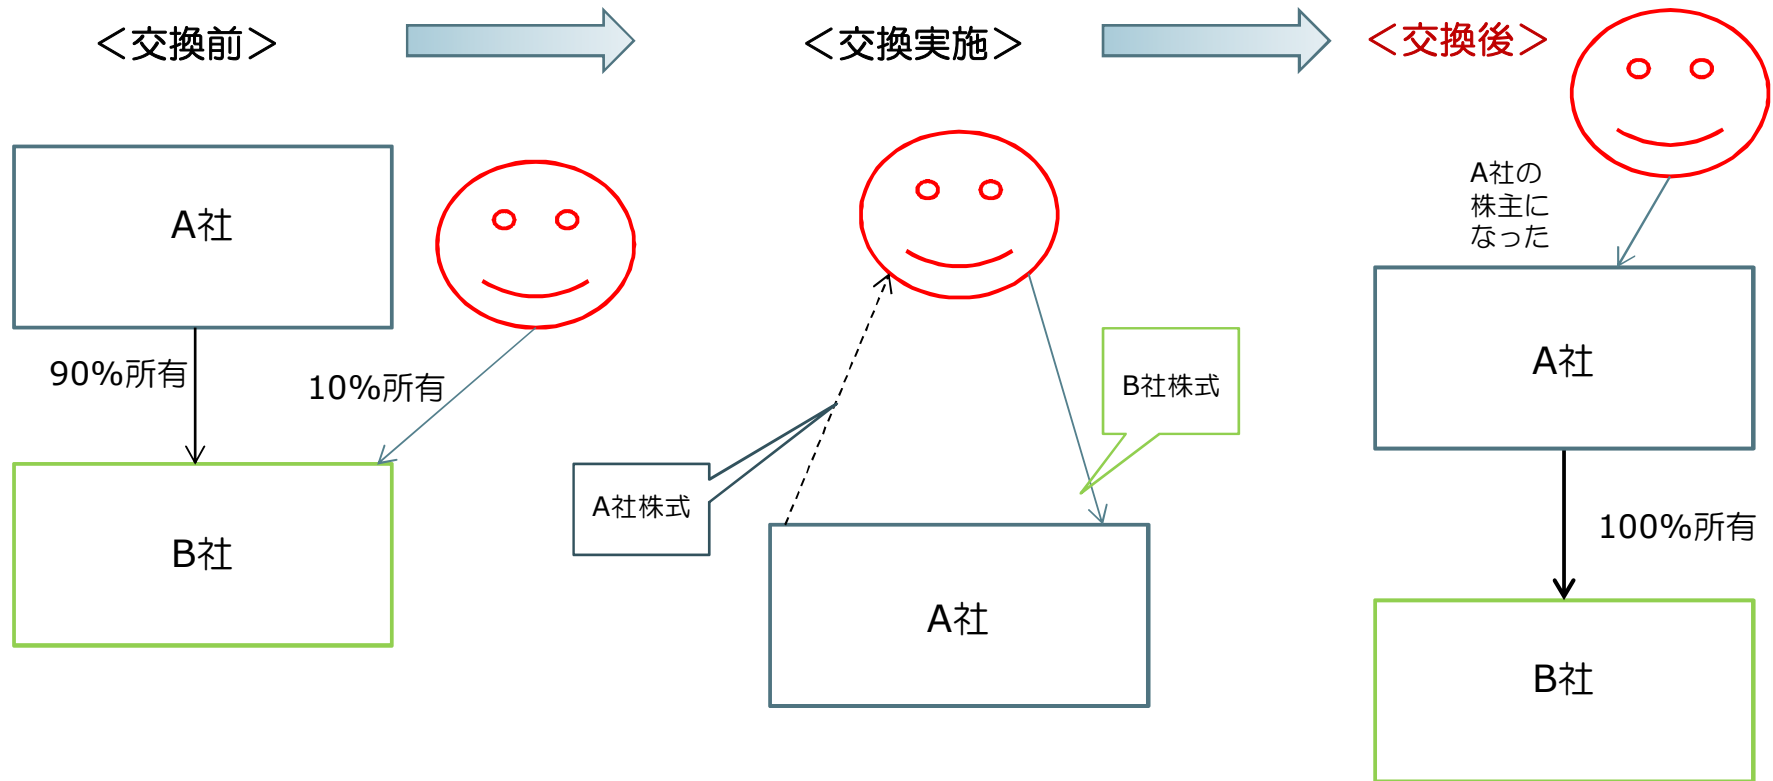 ＜交換前＞
A社
90%所有
10%所有
B社
＜交換実施＞
A社株式
B社株式
A社
＜交換後＞
A社の
株主に
なった
A社
100%所有
B社